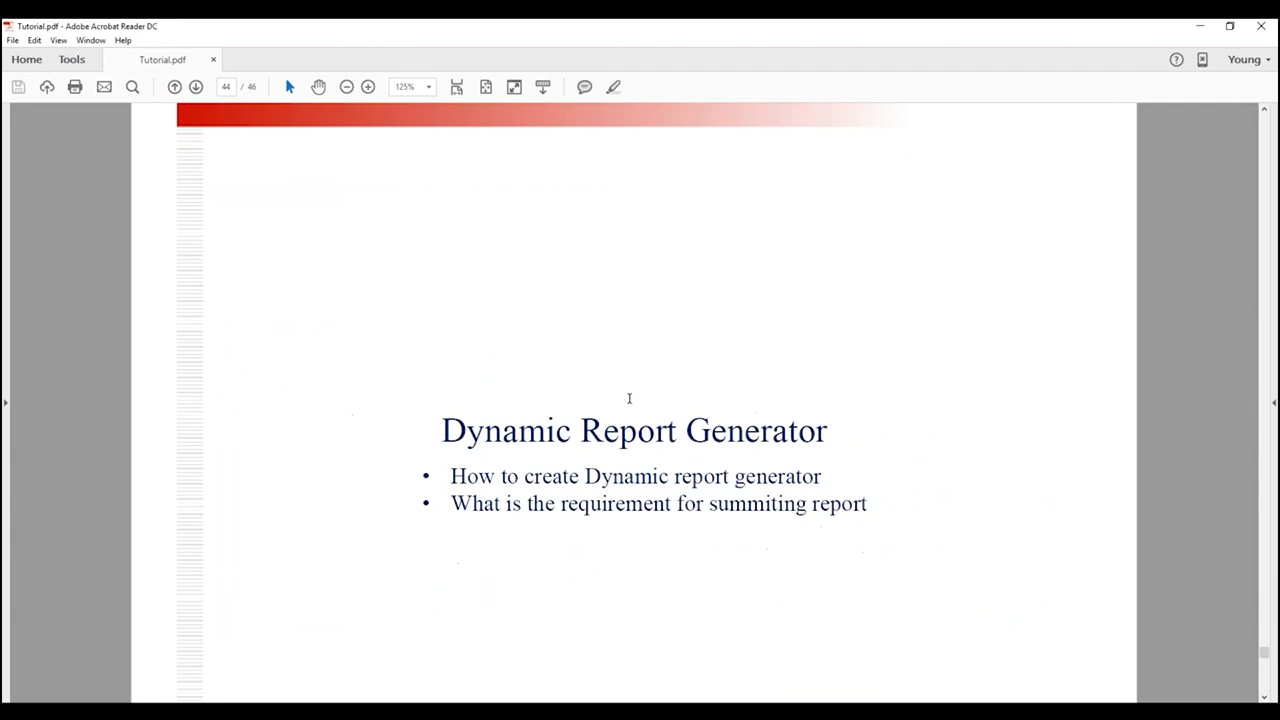 Tutorial.pdf - Adobe Acrobat Reader DC
File Edit View Window Help
Home Tools Tutorial.pdf × Young
44 / 46 125%
Dynamic Report Generator
• How to create Dynamic report generator
• What is the requirement for summiting report